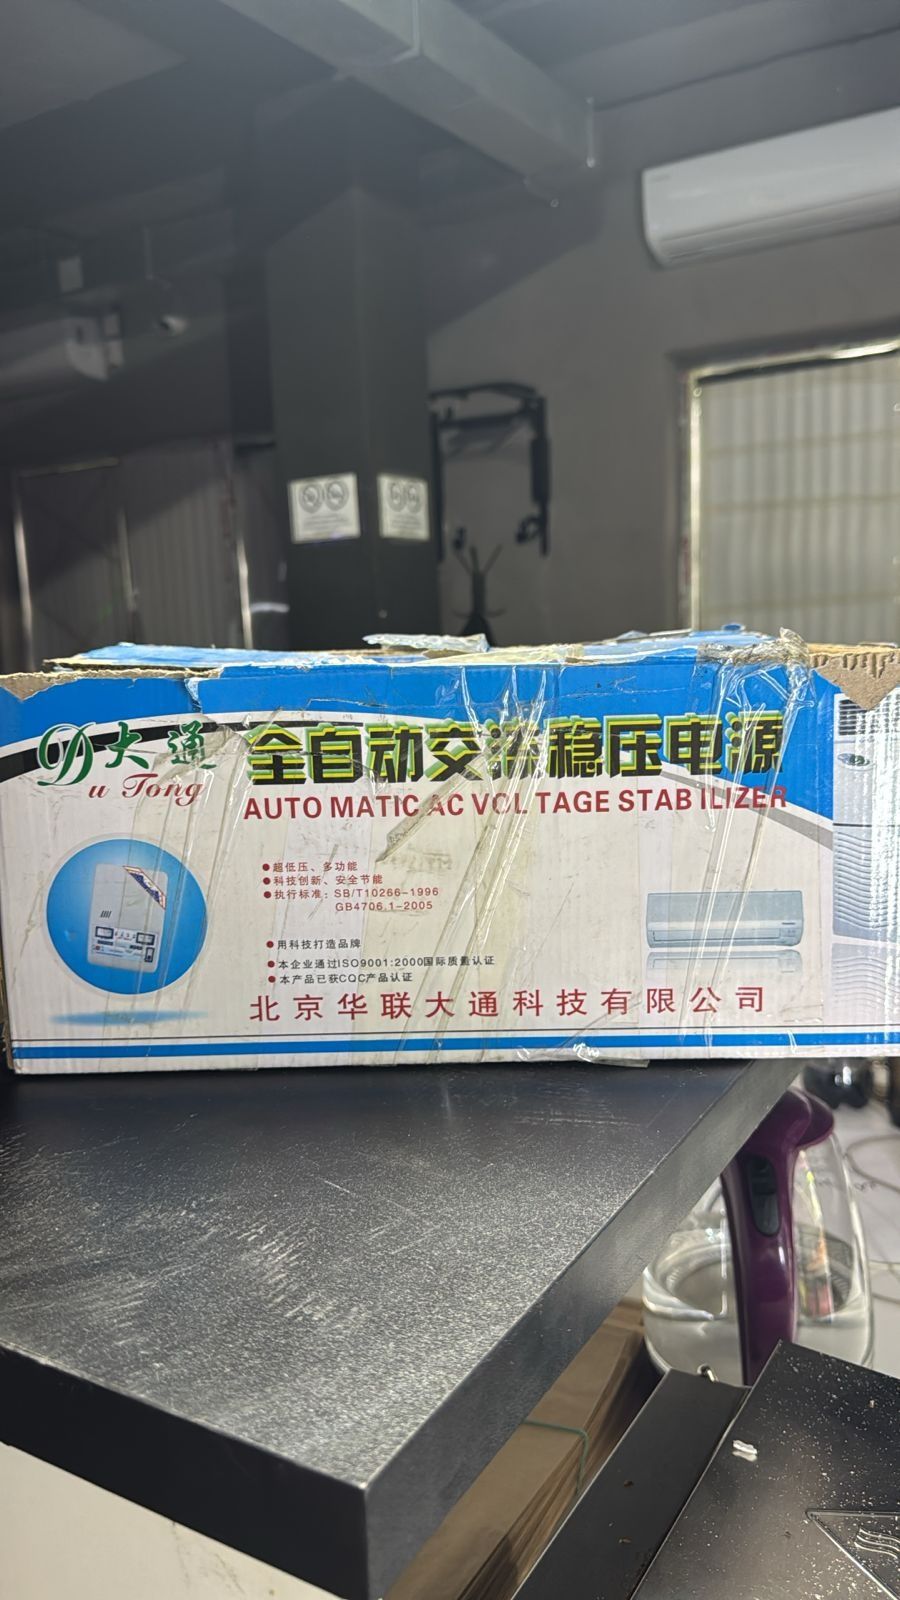 大通
Du Tong
全自动交流稳压电源
AUTO MATIC AC VOL TAGE STAB ILIZER
●超低压、多功能
●科技创新、安全节能
●执行标准：SB/T10266-1996
GB4706.1-2005
●用科技打造品牌
●本企业通过ISO9001:2000国际质量认证
●本产品已获CQC产品认证
北京华联大通科技有限公司